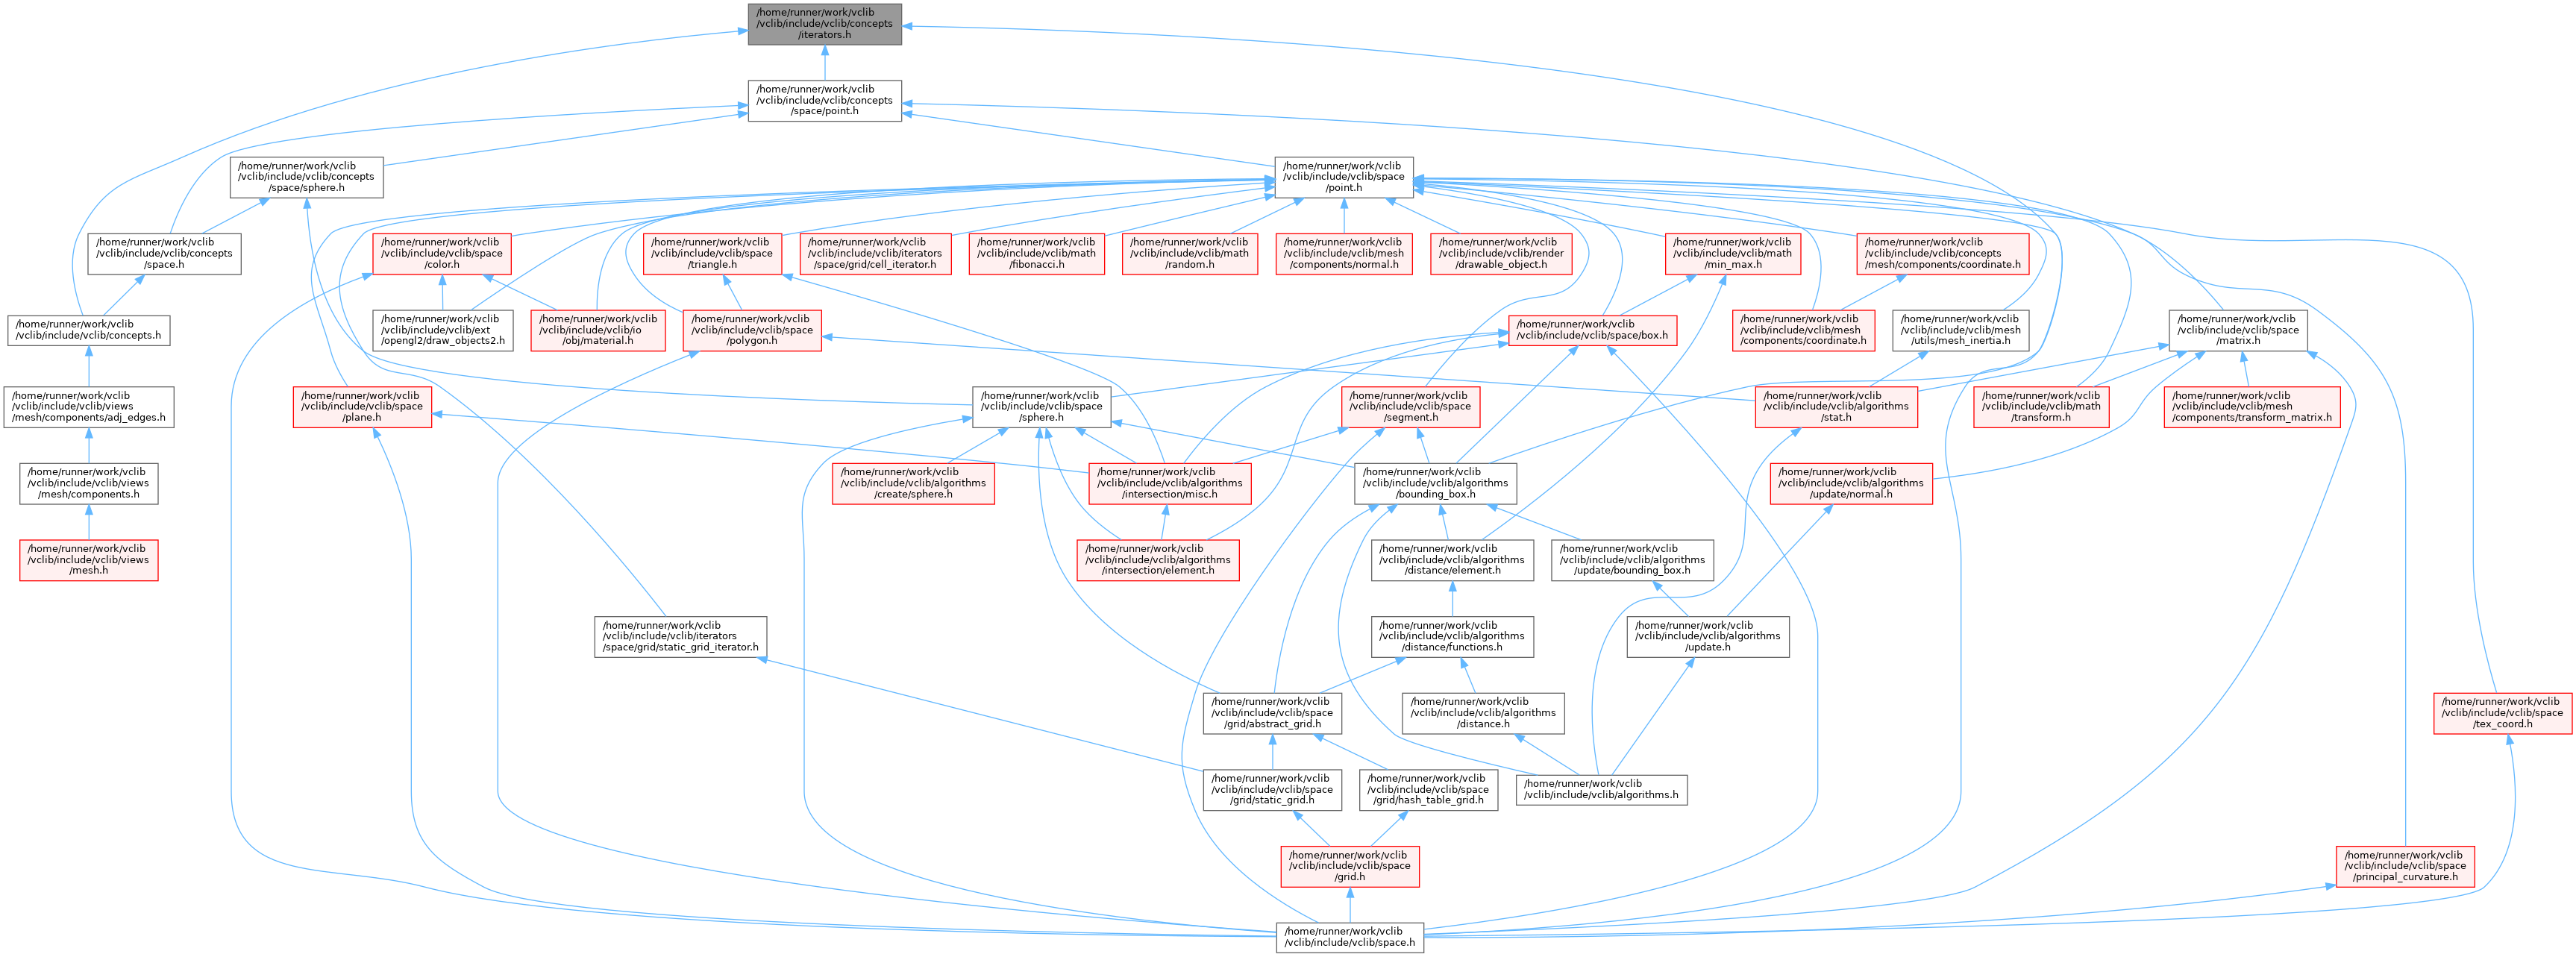 /home/runner/work/vclib
/vclib/include/vclib/concepts
/iterators.h
/home/runner/work/vclib
/vclib/include/vclib/concepts
/space/point.h
/home/runner/work/vclib
/vclib/include/vclib/concepts
/space/sphere.h
/home/runner/work/vclib
/vclib/include/vclib/space
/point.h
/home/runner/work/vclib
/vclib/include/vclib/concepts
/space.h
/home/runner/work/vclib
/vclib/include/vclib/space
/color.h
/home/runner/work/vclib
/vclib/include/vclib/space
/triangle.h
/home/runner/work/vclib
/vclib/include/vclib/iterators
/space/grid/cell_iterator.h
/home/runner/work/vclib
/vclib/include/vclib/math
/fibonacci.h
/home/runner/work/vclib
/vclib/include/vclib/math
/random.h
/home/runner/work/vclib
/vclib/include/vclib/mesh
/components/normal.h
/home/runner/work/vclib
/vclib/include/vclib/render
/drawable_object.h
/home/runner/work/vclib
/vclib/include/vclib/math
/min_max.h
/home/runner/work/vclib
/vclib/include/vclib/concepts
/mesh/components/coordinate.h
/home/runner/work/vclib
/vclib/include/vclib/concepts.h
/home/runner/work/vclib
/vclib/include/vclib/ext
/opengl2/draw_objects2.h
/home/runner/work/vclib
/vclib/include/vclib/io
/obj/material.h
/home/runner/work/vclib
/vclib/include/vclib/space
/polygon.h
/home/runner/work/vclib
/vclib/include/vclib/space/box.h
/home/runner/work/vclib
/vclib/include/vclib/mesh
/components/coordinate.h
/home/runner/work/vclib
/vclib/include/vclib/mesh
/utils/mesh_inertia.h
/home/runner/work/vclib
/vclib/include/vclib/space
/matrix.h
/home/runner/work/vclib
/vclib/include/vclib/views
/mesh/components/adj_edges.h
/home/runner/work/vclib
/vclib/include/vclib/space
/plane.h
/home/runner/work/vclib
/vclib/include/vclib/space
/sphere.h
/home/runner/work/vclib
/vclib/include/vclib/space
/segment.h
/home/runner/work/vclib
/vclib/include/vclib/algorithms
/stat.h
/home/runner/work/vclib
/vclib/include/vclib/math
/transform.h
/home/runner/work/vclib
/vclib/include/vclib/mesh
/components/transform_matrix.h
/home/runner/work/vclib
/vclib/include/vclib/views
/mesh/components.h
/home/runner/work/vclib
/vclib/include/vclib/algorithms
/create/sphere.h
/home/runner/work/vclib
/vclib/include/vclib/algorithms
/intersection/misc.h
/home/runner/work/vclib
/vclib/include/vclib/algorithms
/bounding_box.h
/home/runner/work/vclib
/vclib/include/vclib/algorithms
/update/normal.h
/home/runner/work/vclib
/vclib/include/vclib/views
/mesh.h
/home/runner/work/vclib
/vclib/include/vclib/algorithms
/intersection/element.h
/home/runner/work/vclib
/vclib/include/vclib/algorithms
/distance/element.h
/home/runner/work/vclib
/vclib/include/vclib/algorithms
/update/bounding_box.h
/home/runner/work/vclib
/vclib/include/vclib/iterators
/space/grid/static_grid_iterator.h
/home/runner/work/vclib
/vclib/include/vclib/algorithms
/distance/functions.h
/home/runner/work/vclib
/vclib/include/vclib/algorithms
/update.h
/home/runner/work/vclib
/vclib/include/vclib/space
/grid/abstract_grid.h
/home/runner/work/vclib
/vclib/include/vclib/algorithms
/distance.h
/home/runner/work/vclib
/vclib/include/vclib/space
/tex_coord.h
/home/runner/work/vclib
/vclib/include/vclib/space
/grid/static_grid.h
/home/runner/work/vclib
/vclib/include/vclib/space
/grid/hash_table_grid.h
/home/runner/work/vclib
/vclib/include/vclib/algorithms.h
/home/runner/work/vclib
/vclib/include/vclib/space
/grid.h
/home/runner/work/vclib
/vclib/include/vclib/space
/principal_curvature.h
/home/runner/work/vclib
/vclib/include/vclib/space.h